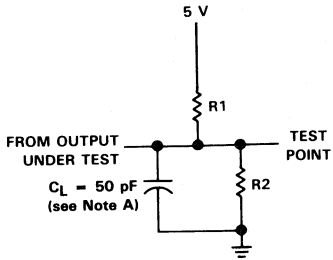 5 V
R1
FROM OUTPUT
UNDER TEST
TEST
POINT
CL = 50 pF
(see Note A)
R2